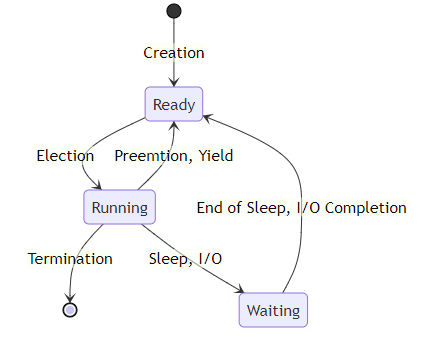 Creation
Ready
Election
Preemtion, Yield
Running
End of Sleep, I/O Completion
Termination
Sleep, I/O
Waiting